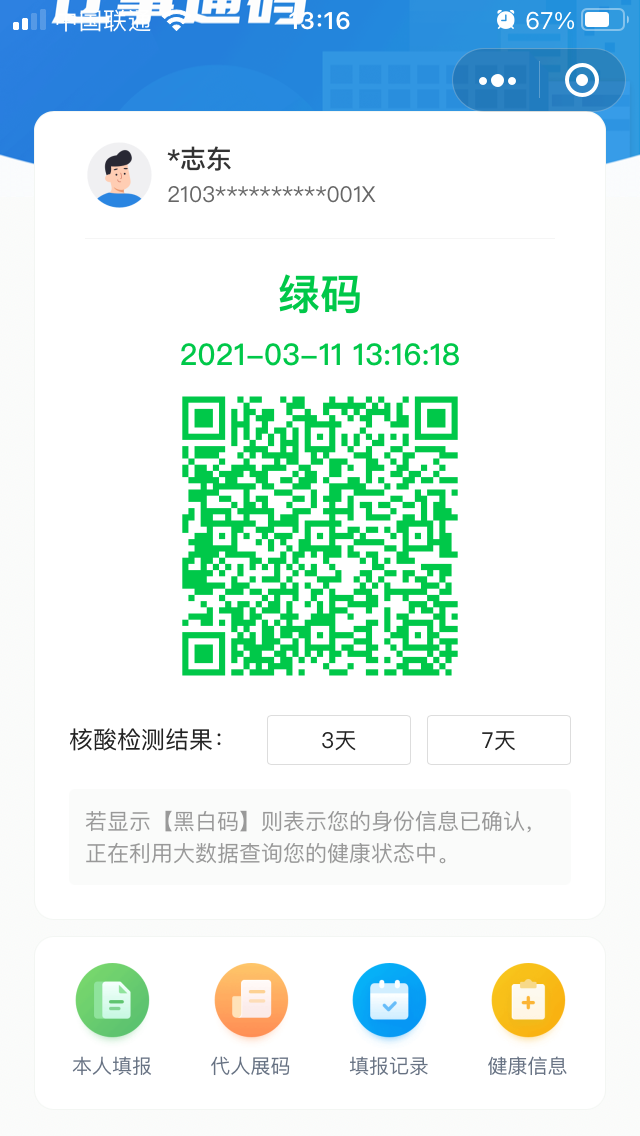 中国联通
13:16
67%
事通码
*志东
2103**********001X
绿码
2021-03-11 13:16:18
核酸检测结果：
3天
7天
若显示【黑白码】则表示您的身份信息已确认，
正在利用大数据查询您的健康状态中。
本人填报
代人展码
填报记录
健康信息